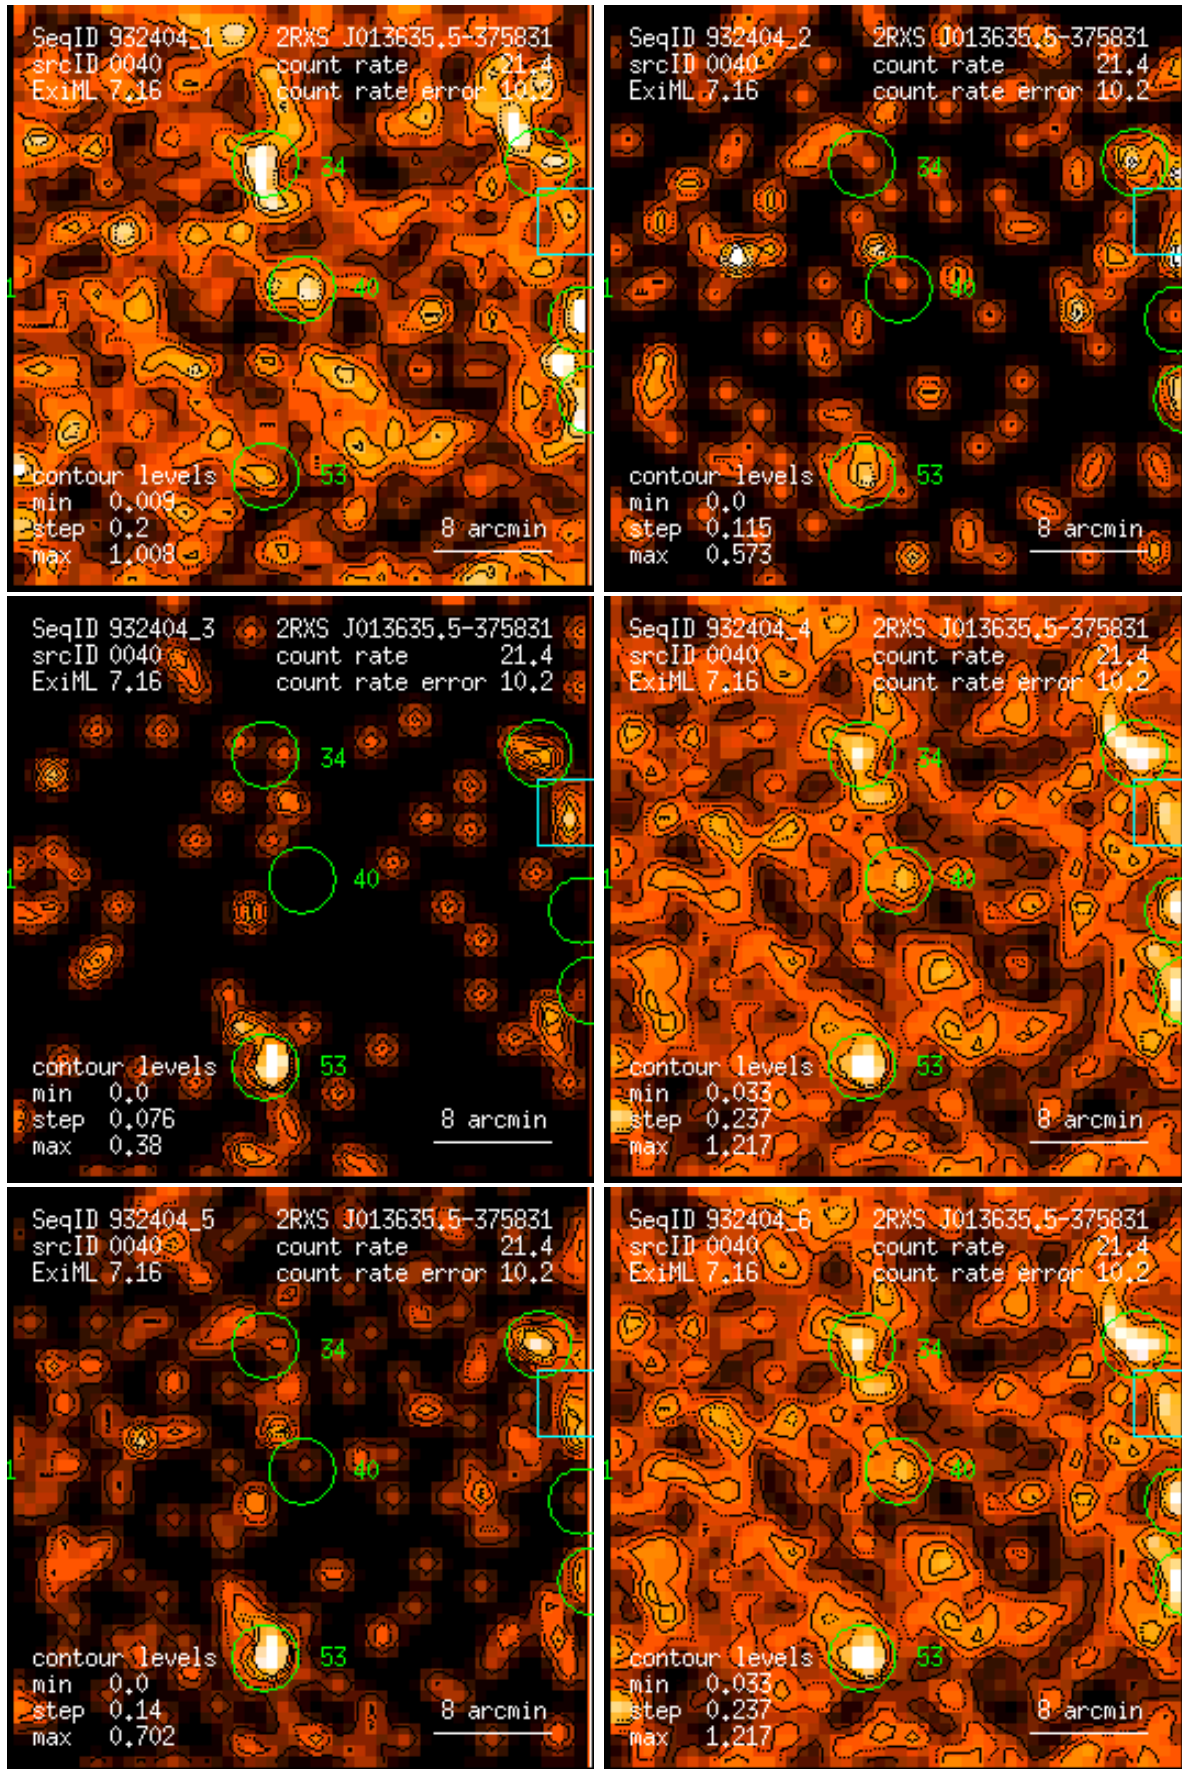 SeqID 932404_1 2RXS J013635.5-375831
srcID 0040 count rate 21.4
ExiML 7.16 count rate error 10.2
34
1 40
contour levels 53
min 0.009
step 0.2 8 arcmin
max 1.008
SeqID 932404_2 2RXS J013635.5-375831
srcID 0040 count rate 21.4
ExiML 7.16 count rate error 10.2
34
1 40
contour levels 53
min 0.0
step 0.115 8 arcmin
max 0.573
SeqID 932404_3 2RXS J013635.5-375831
srcID 0040 count rate 21.4
ExiML 7.16 count rate error 10.2
34
1 40
contour levels 53
min 0.0
step 0.076 8 arcmin
max 0.38
SeqID 932404_4 2RXS J013635.5-375831
srcID 0040 count rate 21.4
ExiML 7.16 count rate error 10.2
34
1 40
contour levels 53
min 0.033
step 0.237 8 arcmin
max 1.217
SeqID 932404_5 2RXS J013635.5-375831
srcID 0040 count rate 21.4
ExiML 7.16 count rate error 10.2
34
1 40
contour levels 53
min 0.0
step 0.14 8 arcmin
max 0.702
SeqID 932404_6 2RXS J013635.5-375831
srcID 0040 count rate 21.4
ExiML 7.16 count rate error 10.2
34
1 40
contour levels 53
min 0.033
step 0.237 8 arcmin
max 1.217